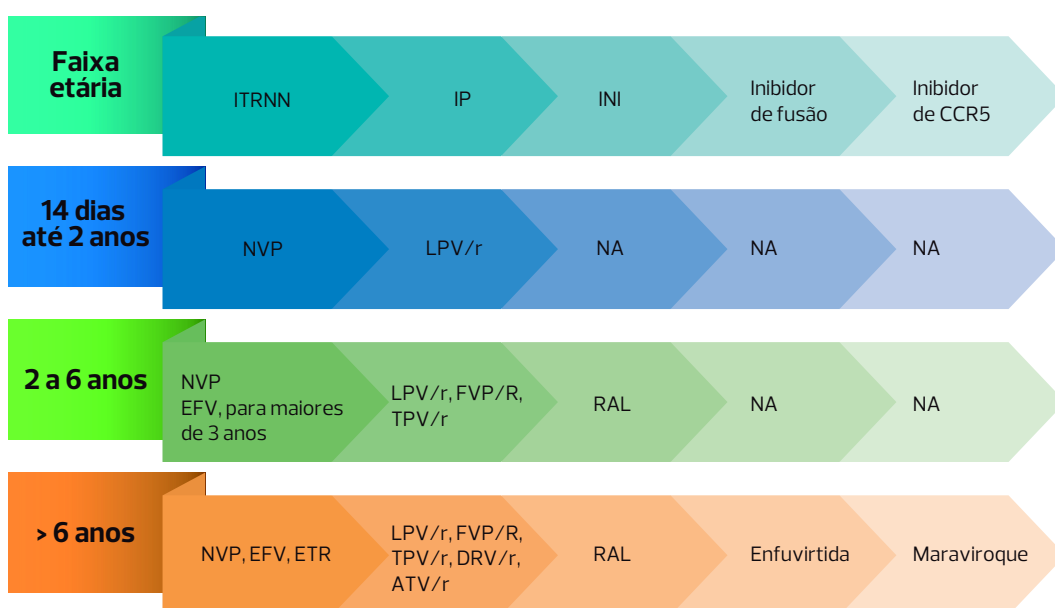 Faixa
etária
ITRNN
IP
INI
Inibidor
de fusão
Inibidor
de CCR5
14 dias
até 2 anos
NVP
LPV/r
NA
NA
NA
2 a 6 anos
NVP
EFV, para maiores
de 3 anos
LPV/r, FVP/R,
TPV/r
RAL
NA
NA
> 6 anos
NVP, EFV, ETR
LPV/r, FVP/R,
TPV/r, DRV/r,
ATV/r
RAL
Enfuvirtida
Maraviroque